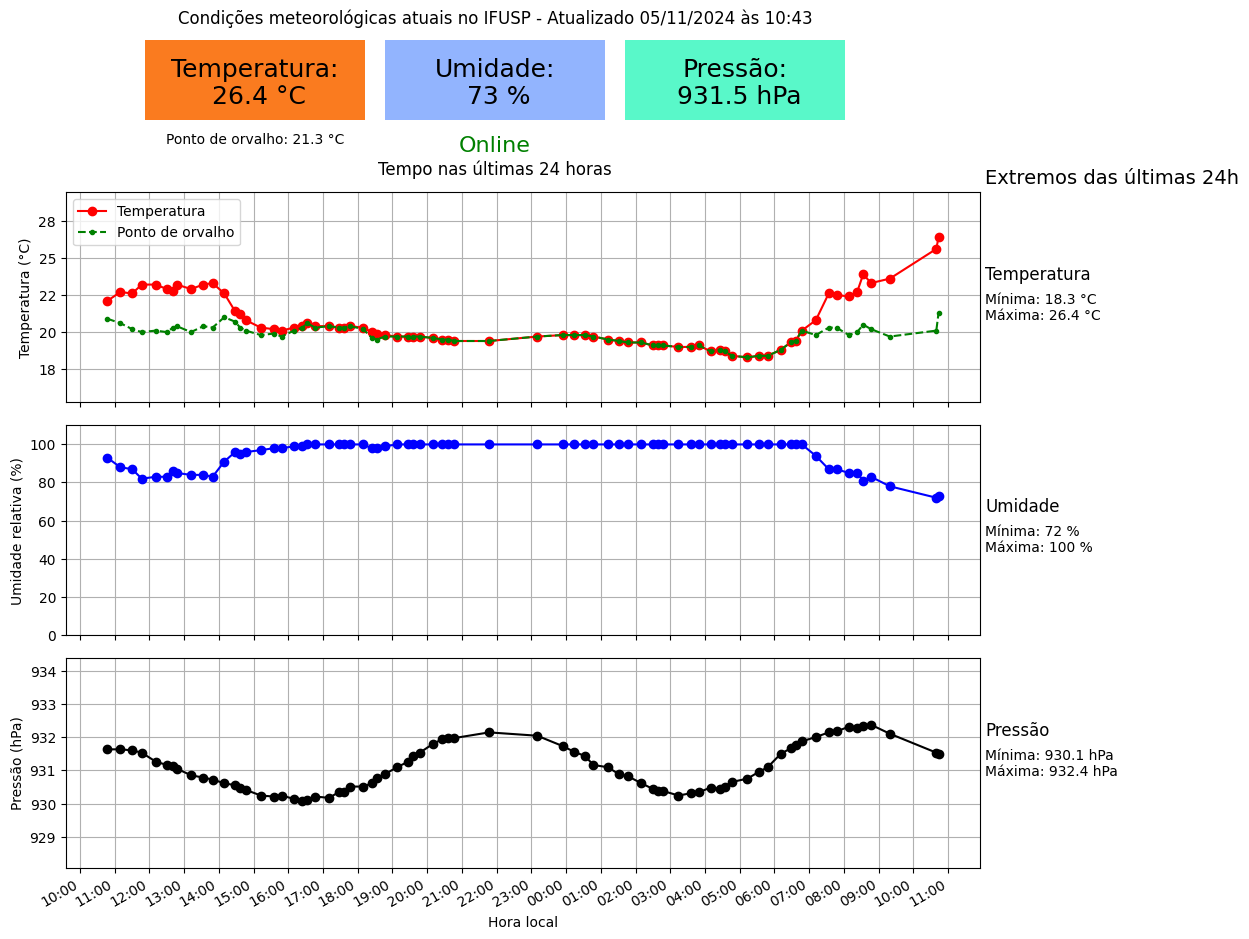 Condições meteorológicas atuais no IFUSP - Atualizado 05/11/2024 às 10:43
Temperatura:
26.4 °C
Umidade:
73 %
Pressão:
931.5 hPa
Ponto de orvalho: 21.3 °C
Online
Tempo nas últimas 24 horas
Extremos das últimas 24h
Temperatura
Ponto de orvalho
Temperatura (°C)
28
25
22
20
18
Temperatura
Mínima: 18.3 °C
Máxima: 26.4 °C
Umidade relativa (%)
100
80
60
40
20
0
Umidade
Mínima: 72 %
Máxima: 100 %
Pressão (hPa)
934
933
932
931
930
929
Pressão
Mínima: 930.1 hPa
Máxima: 932.4 hPa
10:00 11:00 12:00 13:00 14:00 15:00 16:00 17:00 18:00 19:00 20:00 21:00 22:00 23:00 00:00 01:00 02:00 03:00 04:00 05:00 06:00 07:00 08:00 09:00 10:00 11:00
Hora local